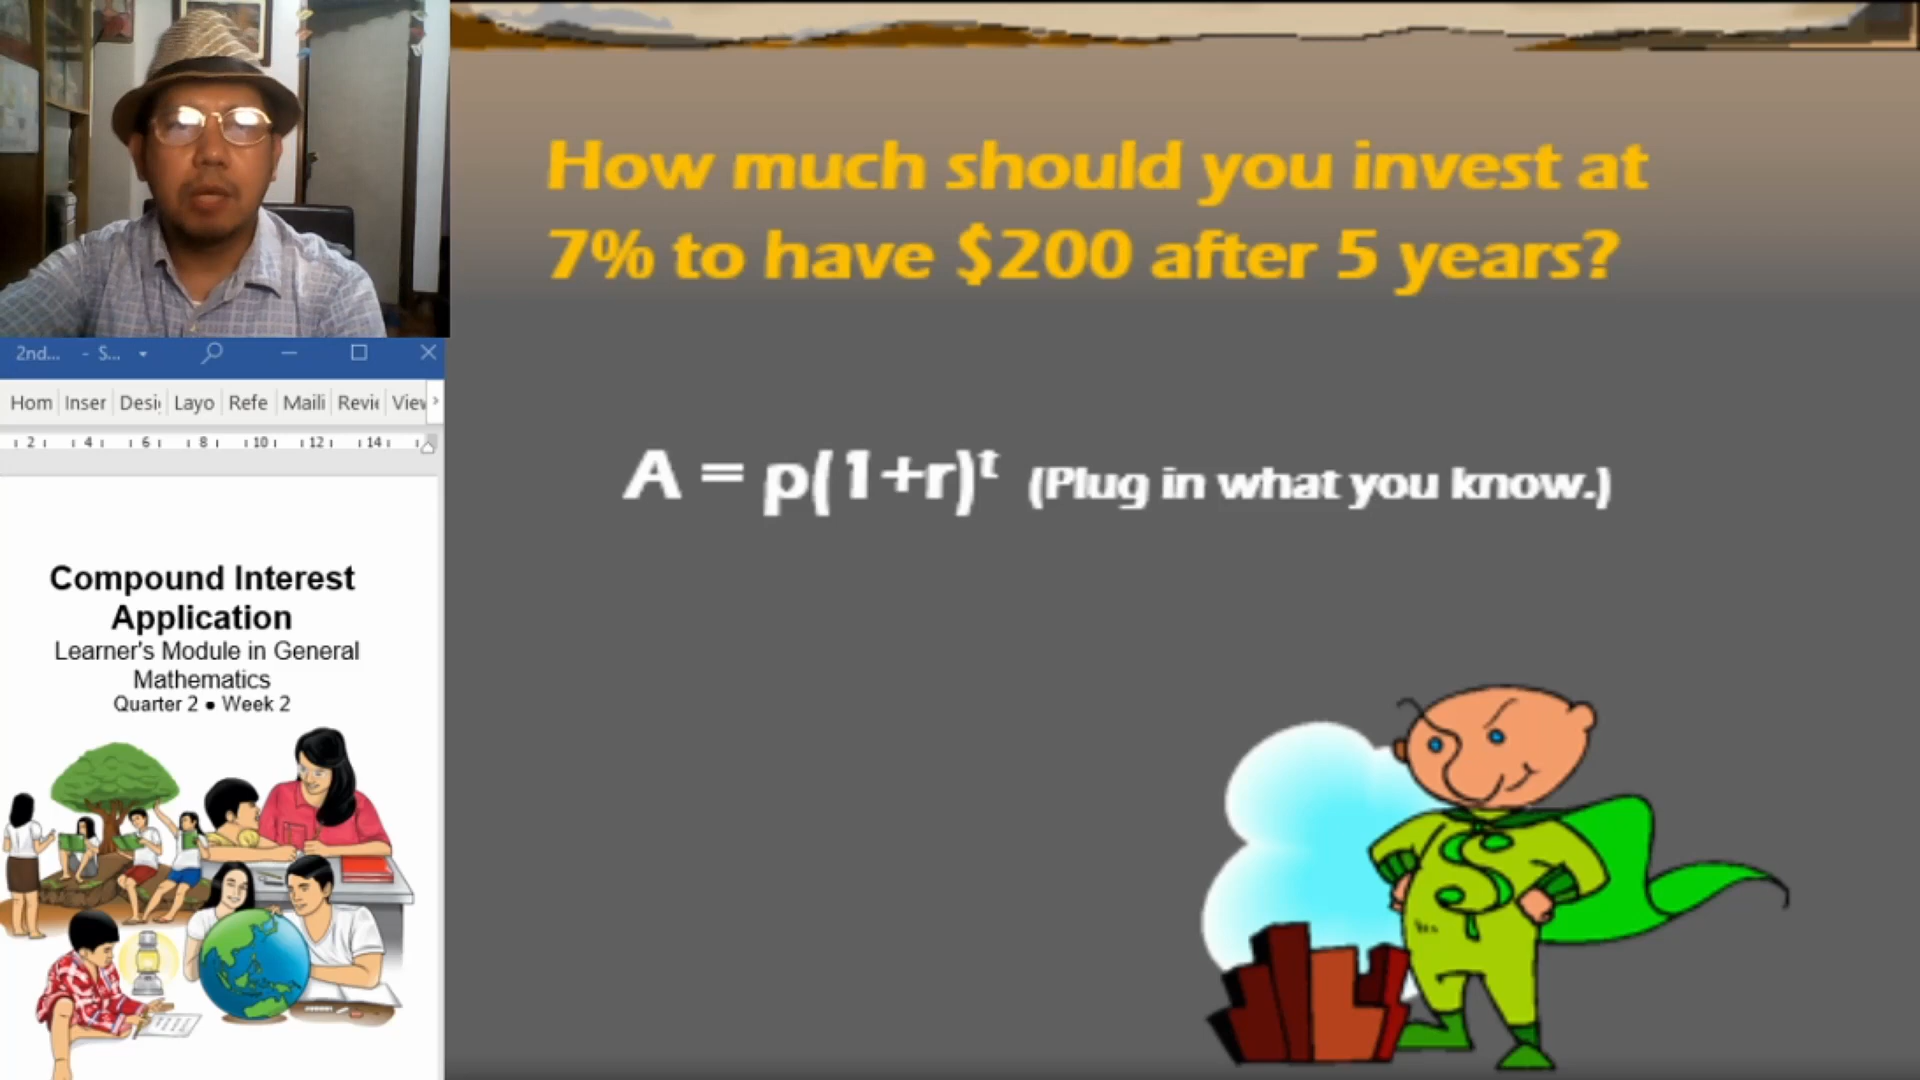 How much should you invest at
7% to have $200 after 5 years?
A = p(1+r)ᵗ (Plug in what you know.)
2nd... - S...
Hom Inser Desi Layo Refe Maili Revi View
2 4 6 8 10 12 14
Compound Interest
Application
Learner's Module in General
Mathematics
Quarter 2 ● Week 2